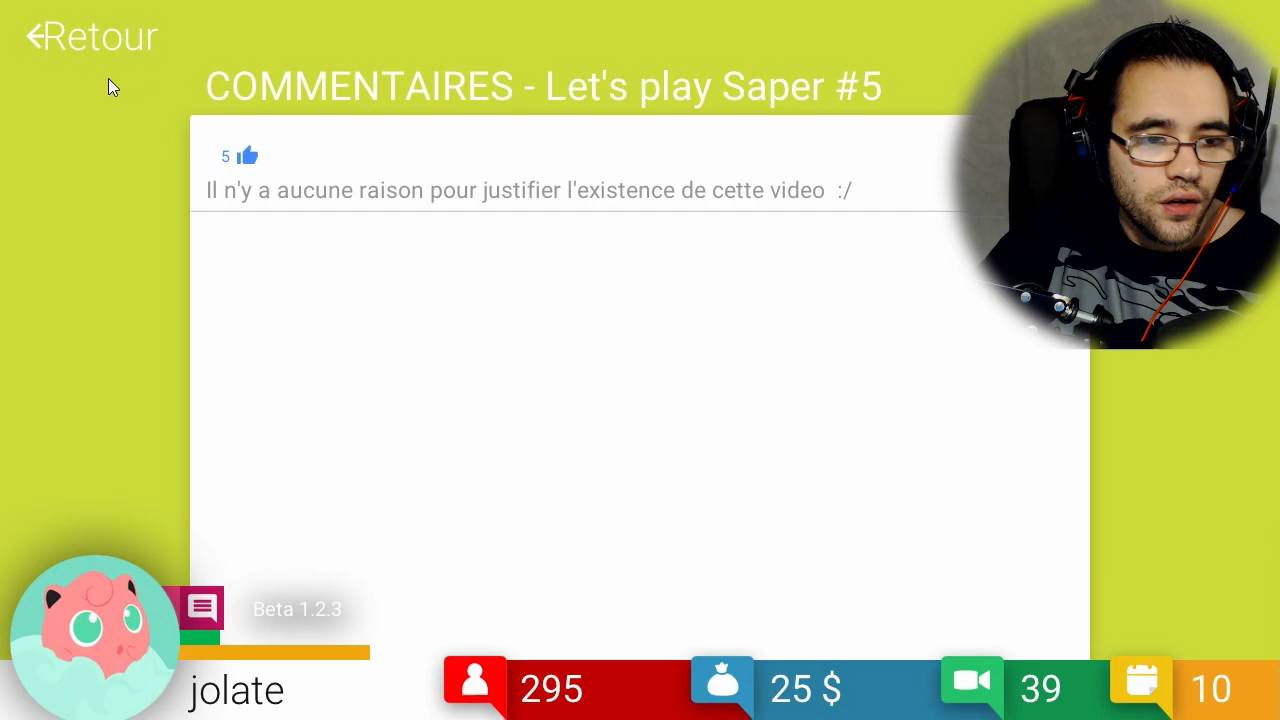 Retour
COMMENTAIRES - Let's play Saper #5
5
Il n'y a aucune raison pour justifier l'existence de cette video :/
Beta 1.2.3
jolate
295
25 $
39
10